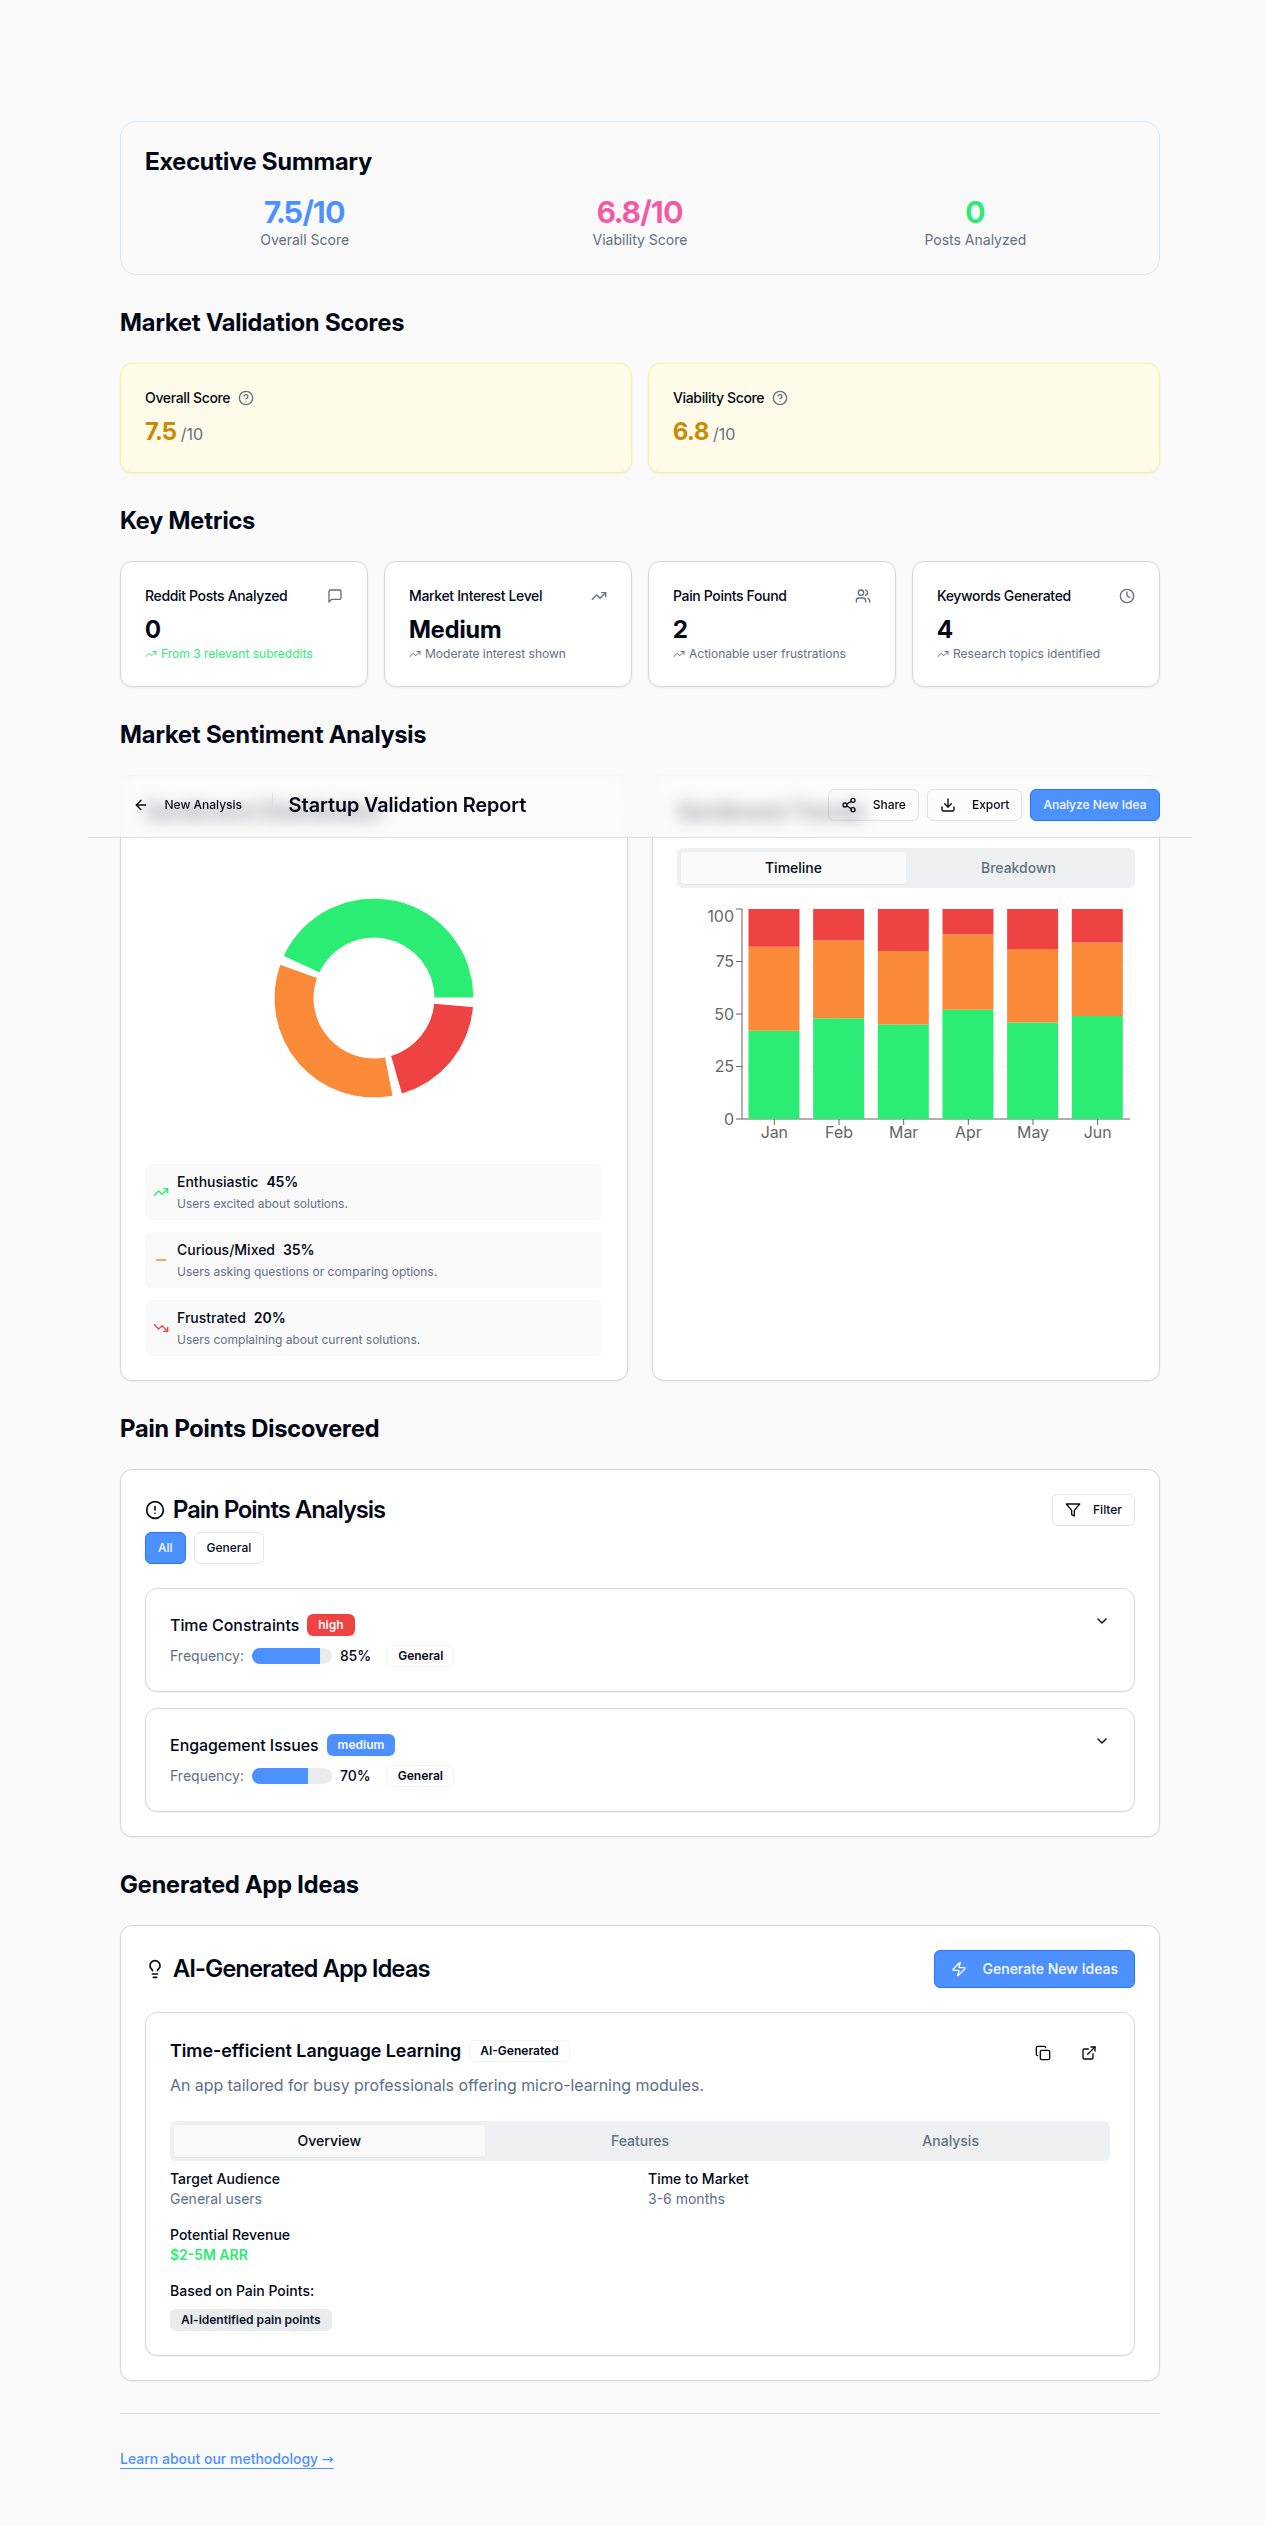 Executive Summary
7.5/10
Overall Score
6.8/10
Viability Score
0
Posts Analyzed
Market Validation Scores
Overall Score
7.5 /10
Viability Score
6.8 /10
Key Metrics
Reddit Posts Analyzed
0
From 3 relevant subreddits
Market Interest Level
Medium
Moderate interest shown
Pain Points Found
2
Actionable user frustrations
Keywords Generated
4
Research topics identified
Market Sentiment Analysis
New Analysis
Startup Validation Report
Share
Export
Analyze New Idea
Enthusiastic 45%
Users excited about solutions.
Curious/Mixed 35%
Users asking questions or comparing options.
Frustrated 20%
Users complaining about current solutions.
Timeline
Breakdown
100
75
50
25
0
Jan Feb Mar Apr May Jun
Pain Points Discovered
Pain Points Analysis
Filter
All
General
Time Constraints high
Frequency: 85% General
Engagement Issues medium
Frequency: 70% General
Generated App Ideas
AI-Generated App Ideas
Generate New Ideas
Time-efficient Language Learning AI-Generated
An app tailored for busy professionals offering micro-learning modules.
Overview
Features
Analysis
Target Audience
General users
Time to Market
3-6 months
Potential Revenue
$2-5M ARR
Based on Pain Points:
AI-identified pain points
Learn about our methodology →